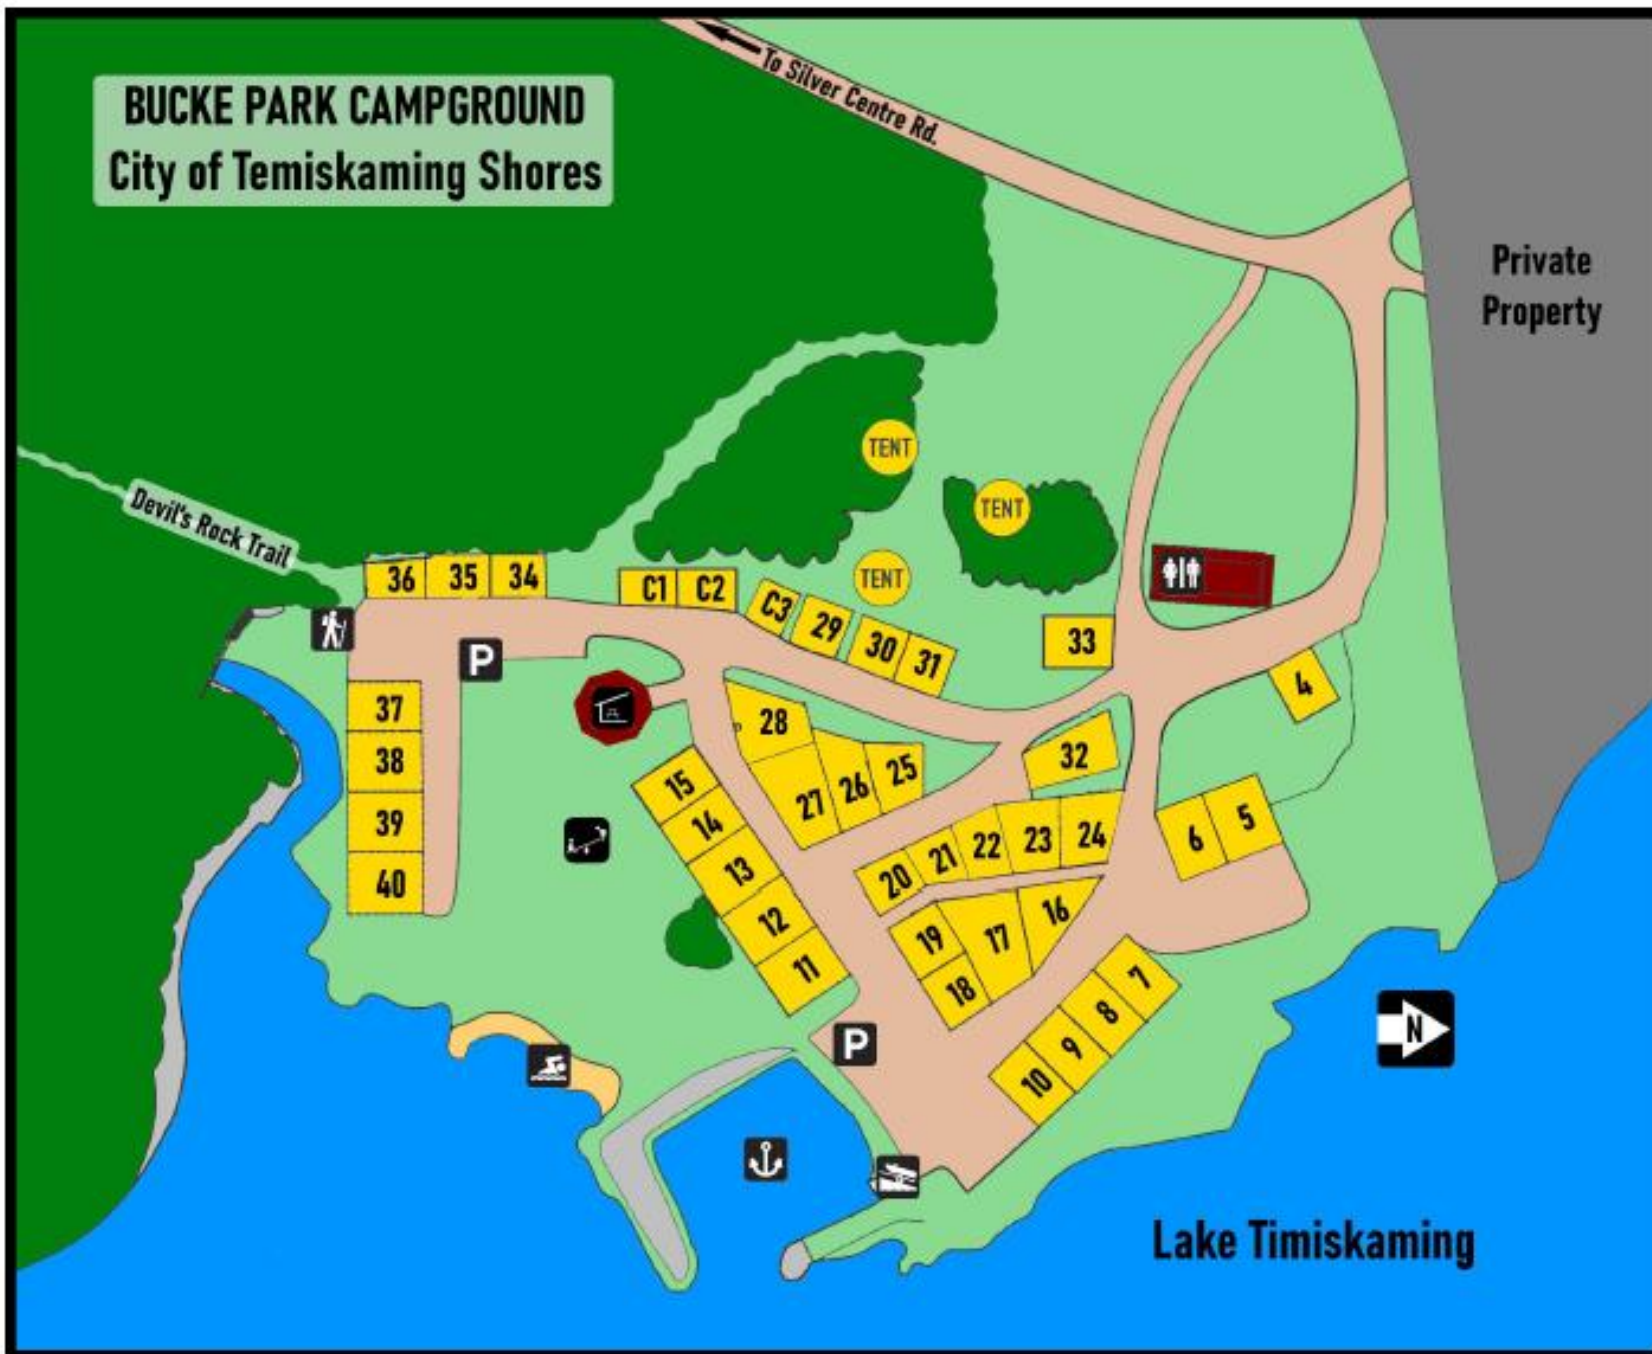 BUCKE PARK CAMPGROUND
City of Temiskaming Shores
To Silver Centre Rd.
Private
Property
TENT
TENT
Devil's Rock Trail
TENT
36 35 34
C1 C2
C3 29
30 31
33
P
4
37
28
38
32
15
27 26 25
14
39
13
20 21 22 23 24
6 5
40
12
19 17 16
11
18
7
8
9
10
P
N
Lake Timiskaming